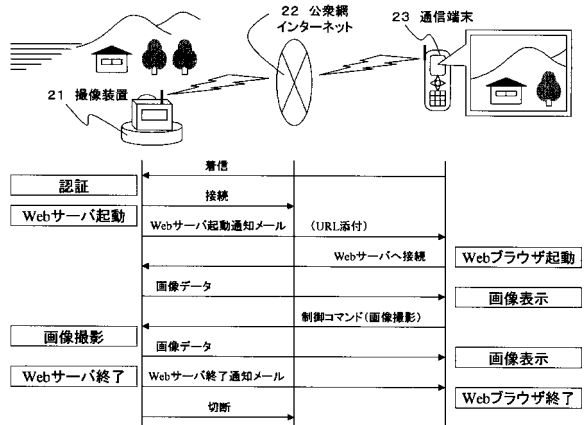 22 公衆網
インターネット
23 通信端末
21 撮像装置
着信
認証
接続
Webサーバ起動
Webサーバ起動通知メール (URL添付)
Webサーバへ接続
Webブラウザ起動
画像データ
画像表示
制御コマンド(画像撮影)
画像撮影
画像データ
画像表示
Webサーバ終了
Webサーバ終了通知メール
Webブラウザ終了
切断